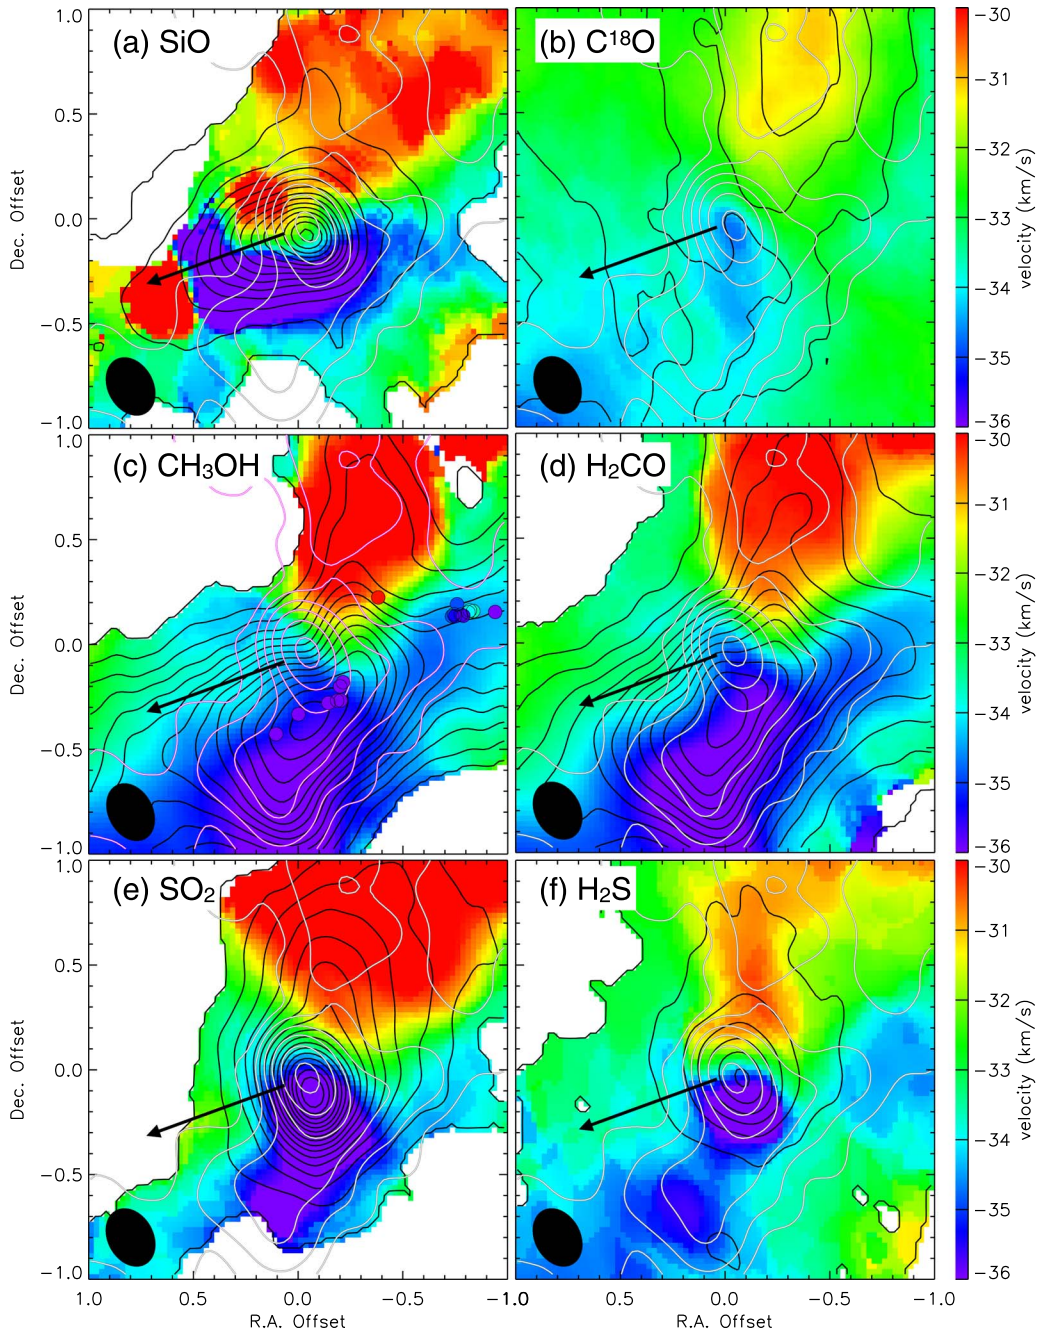 (a) SiO
(b) C¹⁸O
1.0
0.5
0.0
−0.5
−1.0
Dec. Offset
−30
−31
−32
−33
−34
−35
−36
velocity (km/s)
(c) CH₃OH
(d) H₂CO
1.0
0.5
0.0
−0.5
−1.0
Dec. Offset
−30
−31
−32
−33
−34
−35
−36
velocity (km/s)
(e) SO₂
(f) H₂S
1.0
0.5
0.0
−0.5
−1.0
Dec. Offset
−30
−31
−32
−33
−34
−35
−36
velocity (km/s)
1.0 0.5 0.0 −0.5 −1.0
R.A. Offset
1.0 0.5 0.0 −0.5 −1.0
R.A. Offset